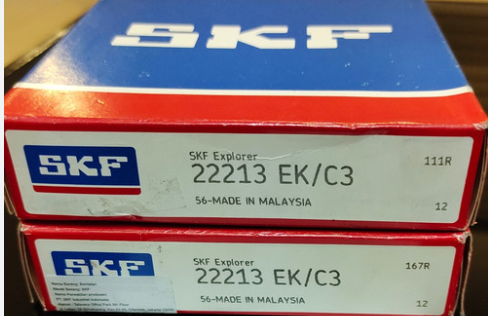 SKF
SKF
SKF Explorer
22213 EK/C3
56-MADE IN MALAYSIA
111R
12
SKF
SKF Explorer
22213 EK/C3
56-MADE IN MALAYSIA
167R
12